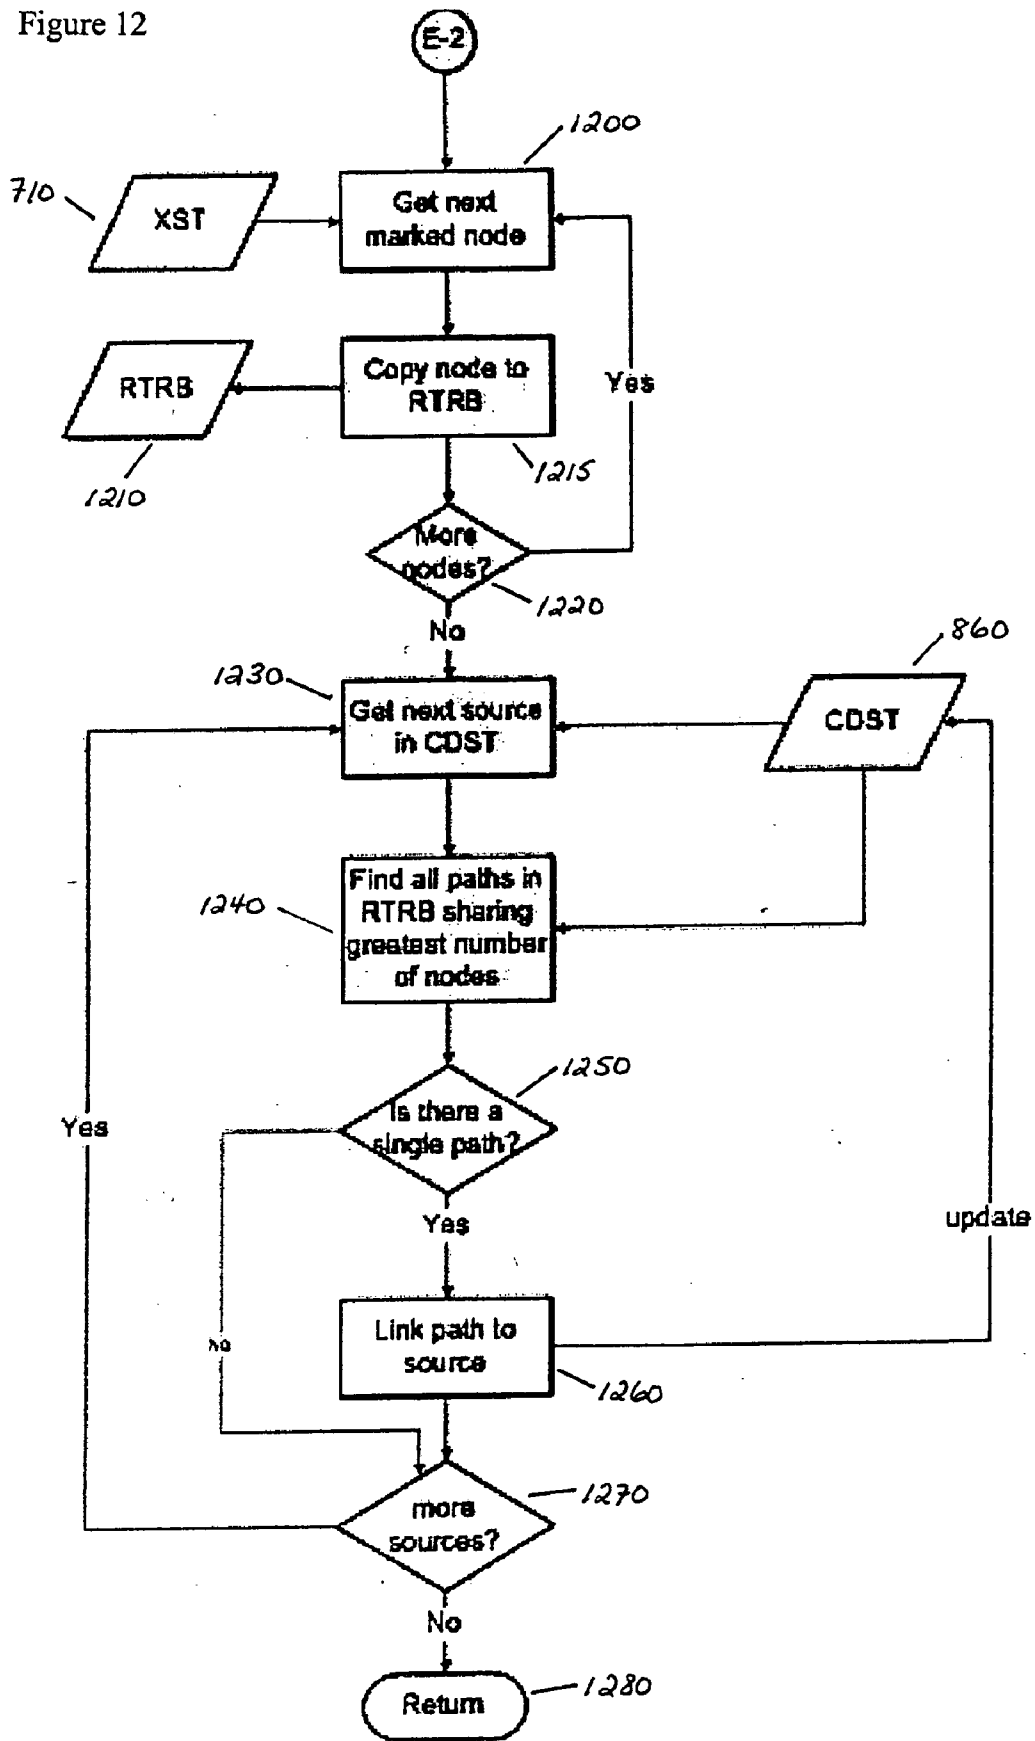 Figure 12
E-2
1200
710
XST
Get next
marked node
RTRB
Copy node to
RTRB
Yes
1210
1215
More
nodes?
1220
No
860
1230
Get next source
in CDST
CDST
1240
Find all paths in
RTRB sharing
greatest number
of nodes
1250
Is there a
single path?
Yes
Yes
update
No
Link path to
source
1260
more
sources?
1270
No
Return
1280